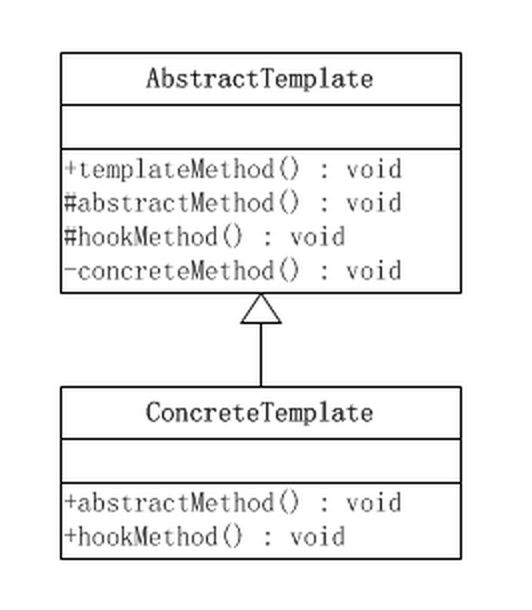 AbstractTemplate
+templateMethod() : void
#abstractMethod() : void
#hookMethod() : void
-concreteMethod() : void
ConcreteTemplate
+abstractMethod() : void
+hookMethod() : void